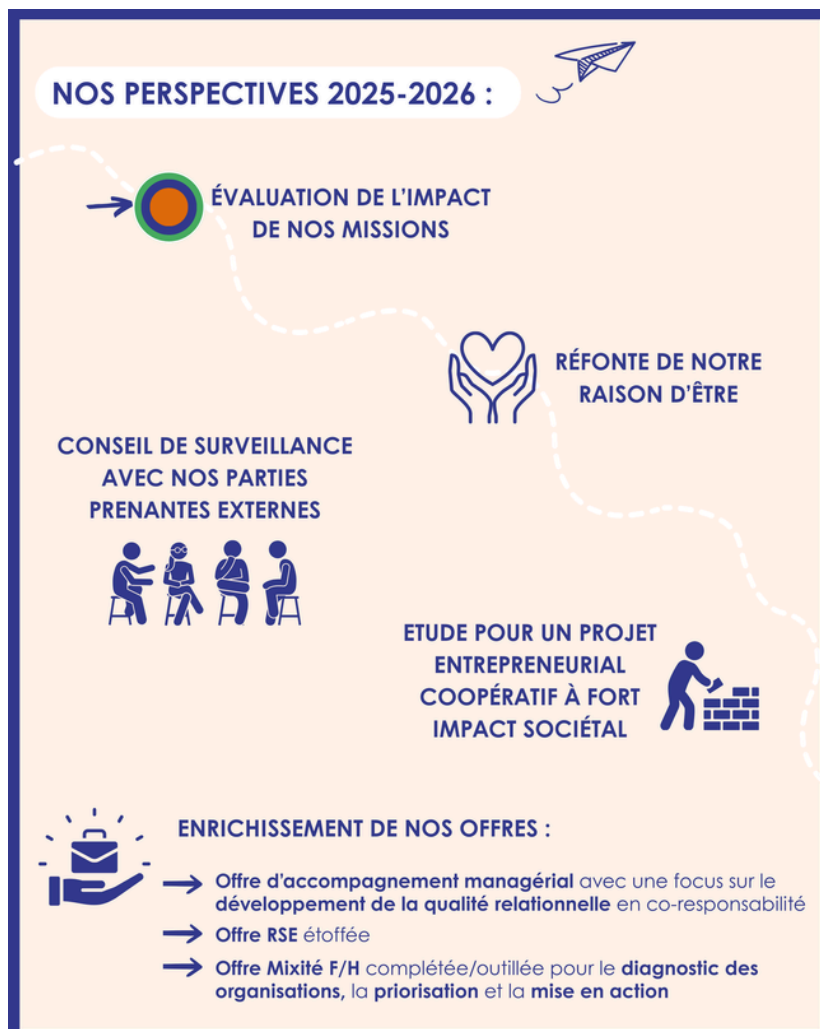 NOS PERSPECTIVES 2025-2026 :
ÉVALUATION DE L'IMPACT
DE NOS MISSIONS
RÉFONTE DE NOTRE
RAISON D'ÊTRE
CONSEIL DE SURVEILLANCE
AVEC NOS PARTIES
PRENANTES EXTERNES
ETUDE POUR UN PROJET
ENTREPRENEURIAL
COOPÉRATIF À FORT
IMPACT SOCIÉTAL
ENRICHISSEMENT DE NOS OFFRES :
Offre d'accompagnement managérial avec une focus sur le
développement de la qualité relationnelle en co-responsabilité
Offre RSE étoffée
Offre Mixité F/H complétée/outillée pour le diagnostic des
organisations, la priorisation et la mise en action